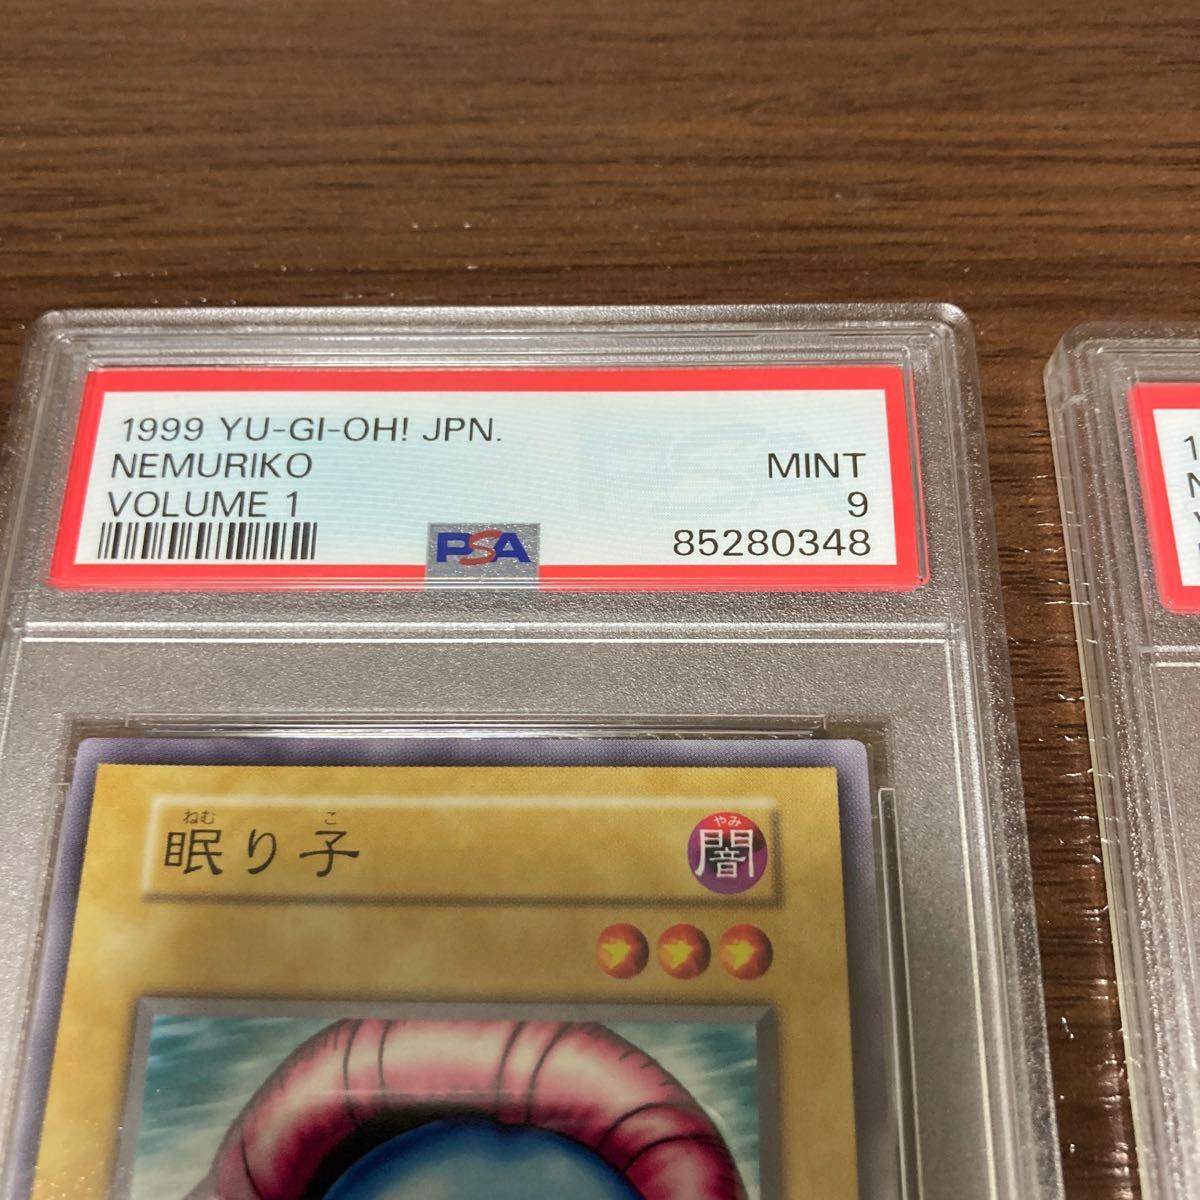 1999 YU-GI-OH! JPN.
NEMURIKO
MINT
VOLUME 1
9
PSA
85280348
ねむ
こ
眠り子
やみ
闇